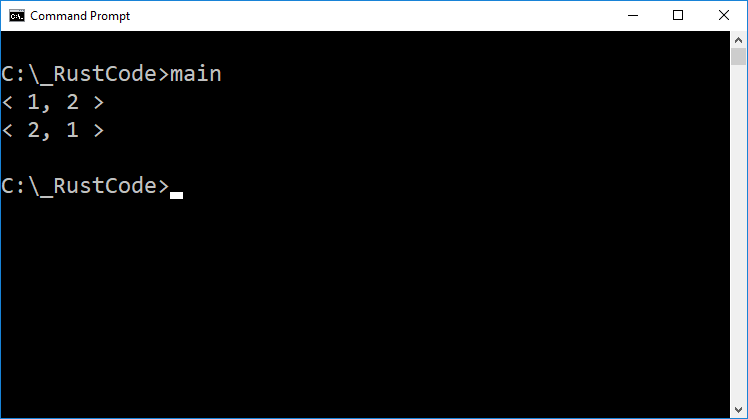 Command Prompt
C:\_RustCode>main
< 1, 2 >
< 2, 1 >
C:\_RustCode>